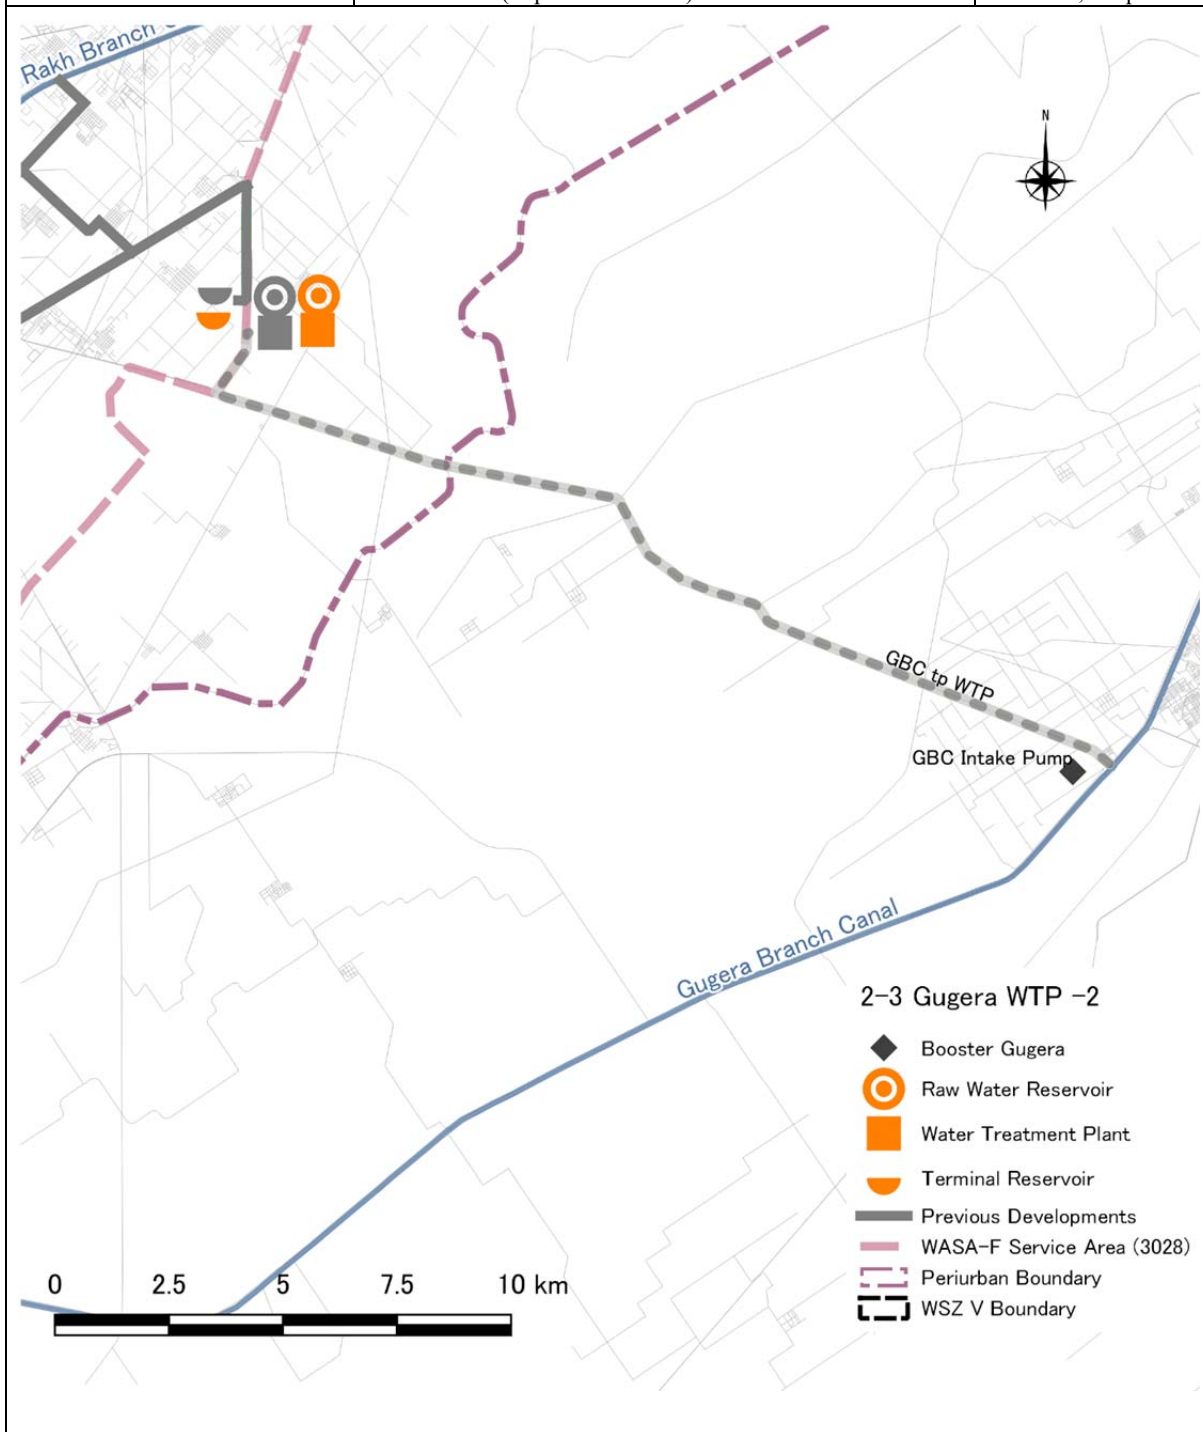 Rakh Branch
N
GBC tp WTP
GBC Intake Pump
Gugera Branch Canal
2-3 Gugera WTP -2
Booster Gugera
Raw Water Reservoir
Water Treatment Plant
Terminal Reservoir
Previous Developments
WASA-F Service Area (3028)
Periurban Boundary
WSZ V Boundary
0 2.5 5 7.5 10 km